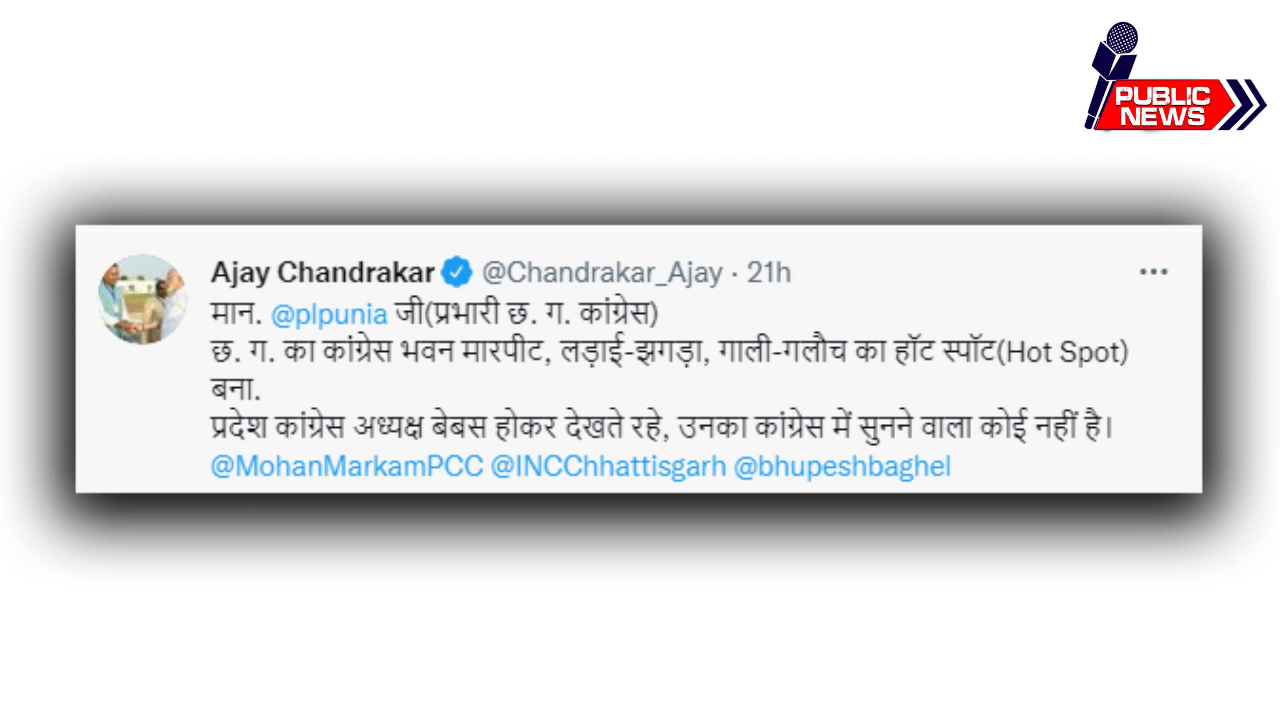 PUBLIC
NEWS
Ajay Chandrakar @Chandrakar_Ajay · 21h
मान. @plpunia जी(प्रभारी छ. ग. कांग्रेस)
छ. ग. का कांग्रेस भवन मारपीट, लड़ाई-झगड़ा, गाली-गलौच का हॉट स्पॉट(Hot Spot)
बना.
प्रदेश कांग्रेस अध्यक्ष बेबस होकर देखते रहे, उनका कांग्रेस में सुनने वाला कोई नहीं है।
@MohanMarkamPCC @INCChhattisgarh @bhupeshbaghel